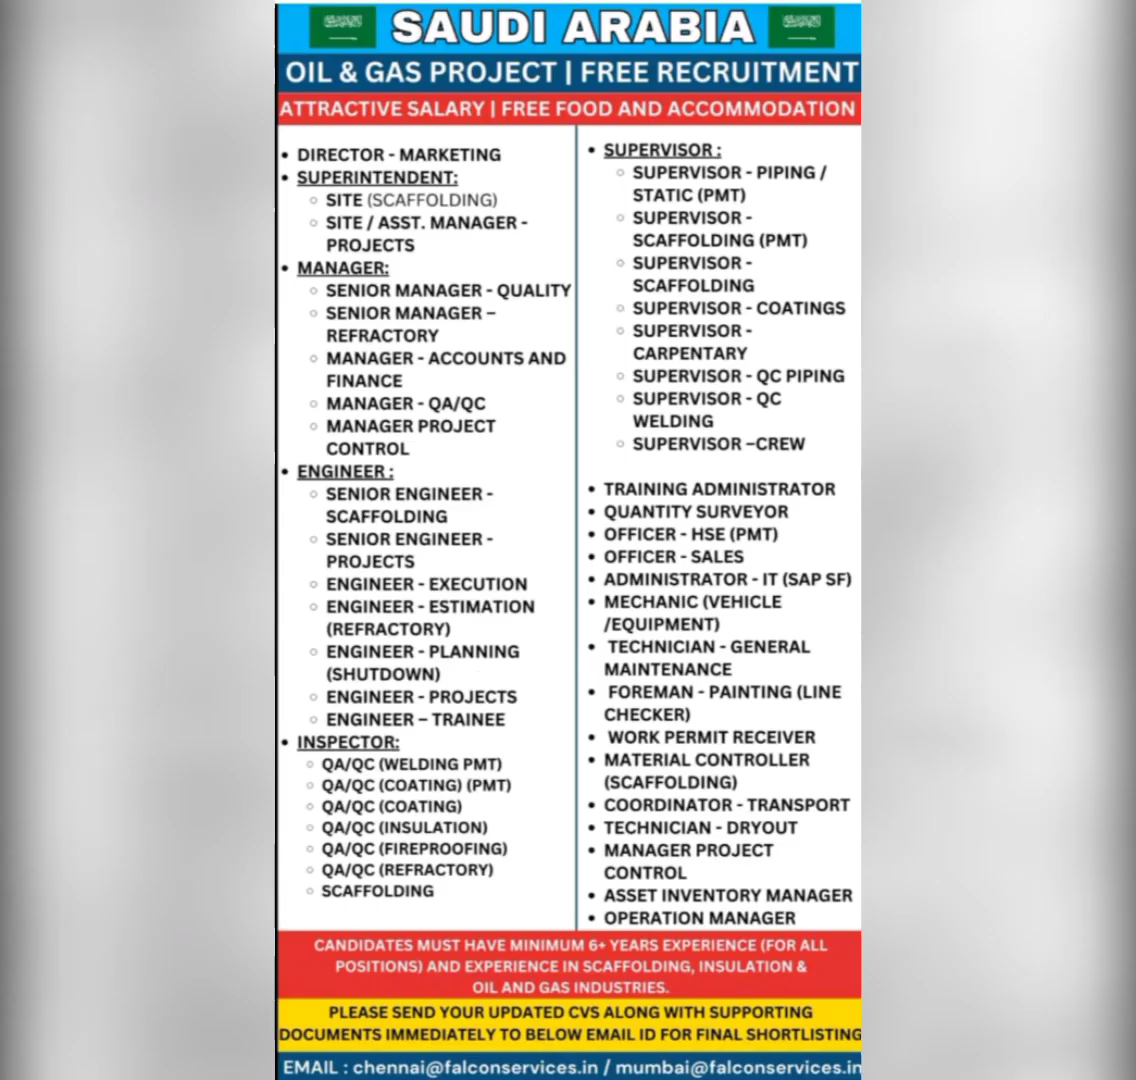 SAUDI ARABIA
OIL & GAS PROJECT | FREE RECRUITMENT
ATTRACTIVE SALARY | FREE FOOD AND ACCOMMODATION
• DIRECTOR - MARKETING
• SUPERINTENDENT:
○ SITE (SCAFFOLDING)
○ SITE / ASST. MANAGER -
PROJECTS
• MANAGER:
○ SENIOR MANAGER - QUALITY
○ SENIOR MANAGER –
REFRACTORY
○ MANAGER - ACCOUNTS AND
FINANCE
○ MANAGER - QA/QC
○ MANAGER PROJECT
CONTROL
• ENGINEER :
○ SENIOR ENGINEER -
SCAFFOLDING
○ SENIOR ENGINEER -
PROJECTS
○ ENGINEER - EXECUTION
○ ENGINEER - ESTIMATION
(REFRACTORY)
○ ENGINEER - PLANNING
(SHUTDOWN)
○ ENGINEER - PROJECTS
○ ENGINEER – TRAINEE
• INSPECTOR:
○ QA/QC (WELDING PMT)
○ QA/QC (COATING) (PMT)
○ QA/QC (COATING)
○ QA/QC (INSULATION)
○ QA/QC (FIREPROOFING)
○ QA/QC (REFRACTORY)
○ SCAFFOLDING
• SUPERVISOR :
○ SUPERVISOR - PIPING /
STATIC (PMT)
○ SUPERVISOR -
SCAFFOLDING (PMT)
○ SUPERVISOR -
SCAFFOLDING
○ SUPERVISOR - COATINGS
○ SUPERVISOR -
CARPENTARY
○ SUPERVISOR - QC PIPING
○ SUPERVISOR - QC
WELDING
○ SUPERVISOR –CREW
• TRAINING ADMINISTRATOR
• QUANTITY SURVEYOR
• OFFICER - HSE (PMT)
• OFFICER - SALES
• ADMINISTRATOR - IT (SAP SF)
• MECHANIC (VEHICLE
/EQUIPMENT)
• TECHNICIAN - GENERAL
MAINTENANCE
• FOREMAN - PAINTING (LINE
CHECKER)
• WORK PERMIT RECEIVER
• MATERIAL CONTROLLER
(SCAFFOLDING)
• COORDINATOR - TRANSPORT
• TECHNICIAN - DRYOUT
• MANAGER PROJECT
CONTROL
• ASSET INVENTORY MANAGER
• OPERATION MANAGER
CANDIDATES MUST HAVE MINIMUM 6+ YEARS EXPERIENCE (FOR ALL
POSITIONS) AND EXPERIENCE IN SCAFFOLDING, INSULATION &
OIL AND GAS INDUSTRIES.
PLEASE SEND YOUR UPDATED CVS ALONG WITH SUPPORTING
DOCUMENTS IMMEDIATELY TO BELOW EMAIL ID FOR FINAL SHORTLISTING
EMAIL : chennai@falconservices.in / mumbai@falconservices.in